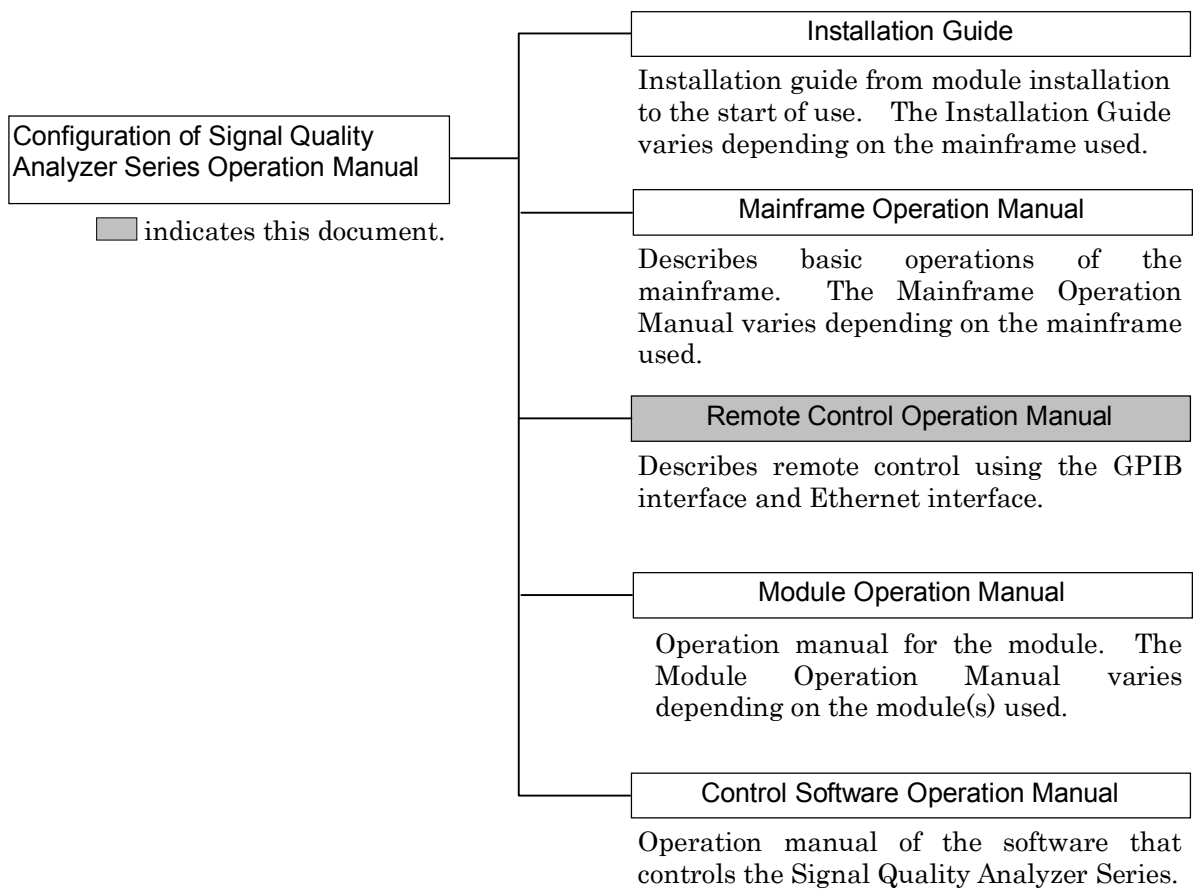 Configuration of Signal Quality
Analyzer Series Operation Manual
indicates this document.
Installation Guide
Installation guide from module installation
to the start of use. The Installation Guide
varies depending on the mainframe used.
Mainframe Operation Manual
Describes basic operations of the
mainframe. The Mainframe Operation
Manual varies depending on the mainframe
used.
Remote Control Operation Manual
Describes remote control using the GPIB
interface and Ethernet interface.
Module Operation Manual
Operation manual for the module. The
Module Operation Manual varies
depending on the module(s) used.
Control Software Operation Manual
Operation manual of the software that
controls the Signal Quality Analyzer Series.